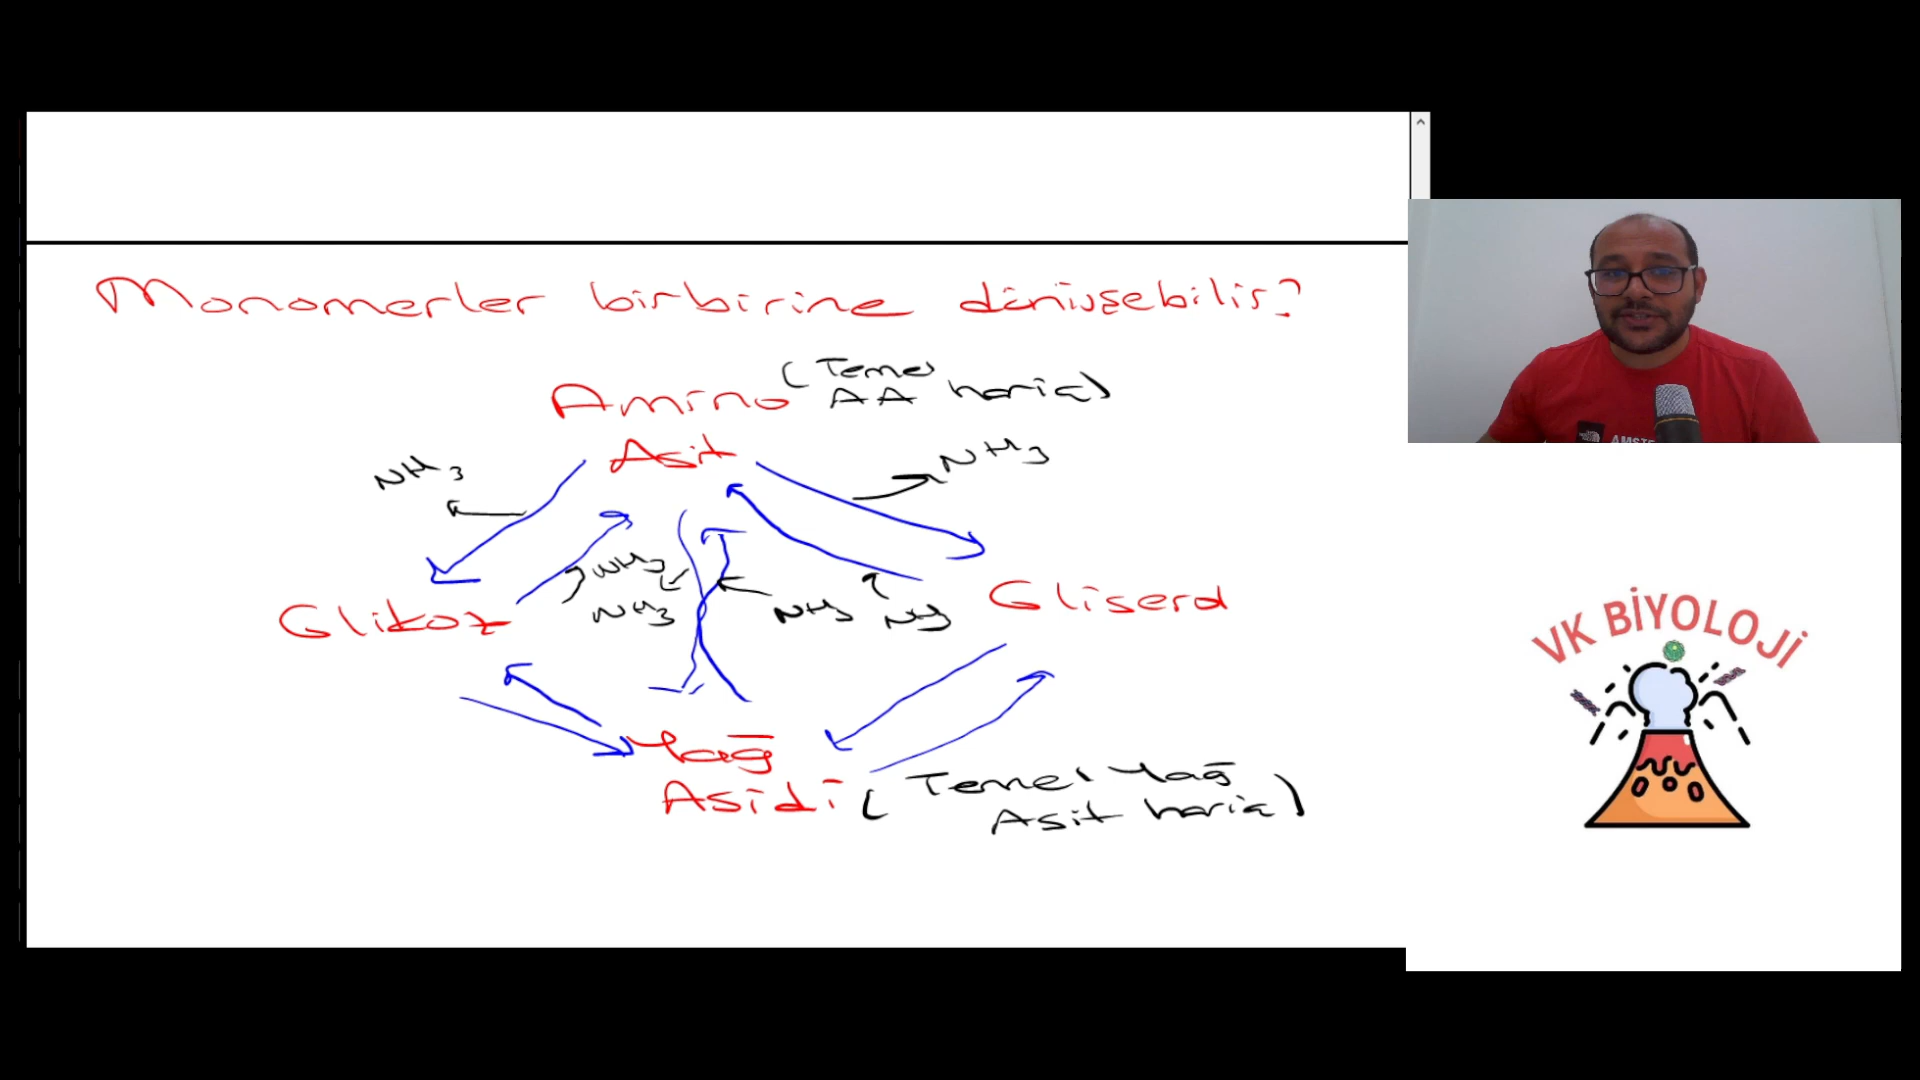 Monomerler birbirine dönüşebilir?
Amino (Temel
AA hariç)
Asit
NH3
NH3
NH3
NH3
NH3
NH3
Glikoz
Gliserol
Yağ
Asidi (Temel Yağ
Asit hariç)
AMSTE
VK BİYOLOJİ